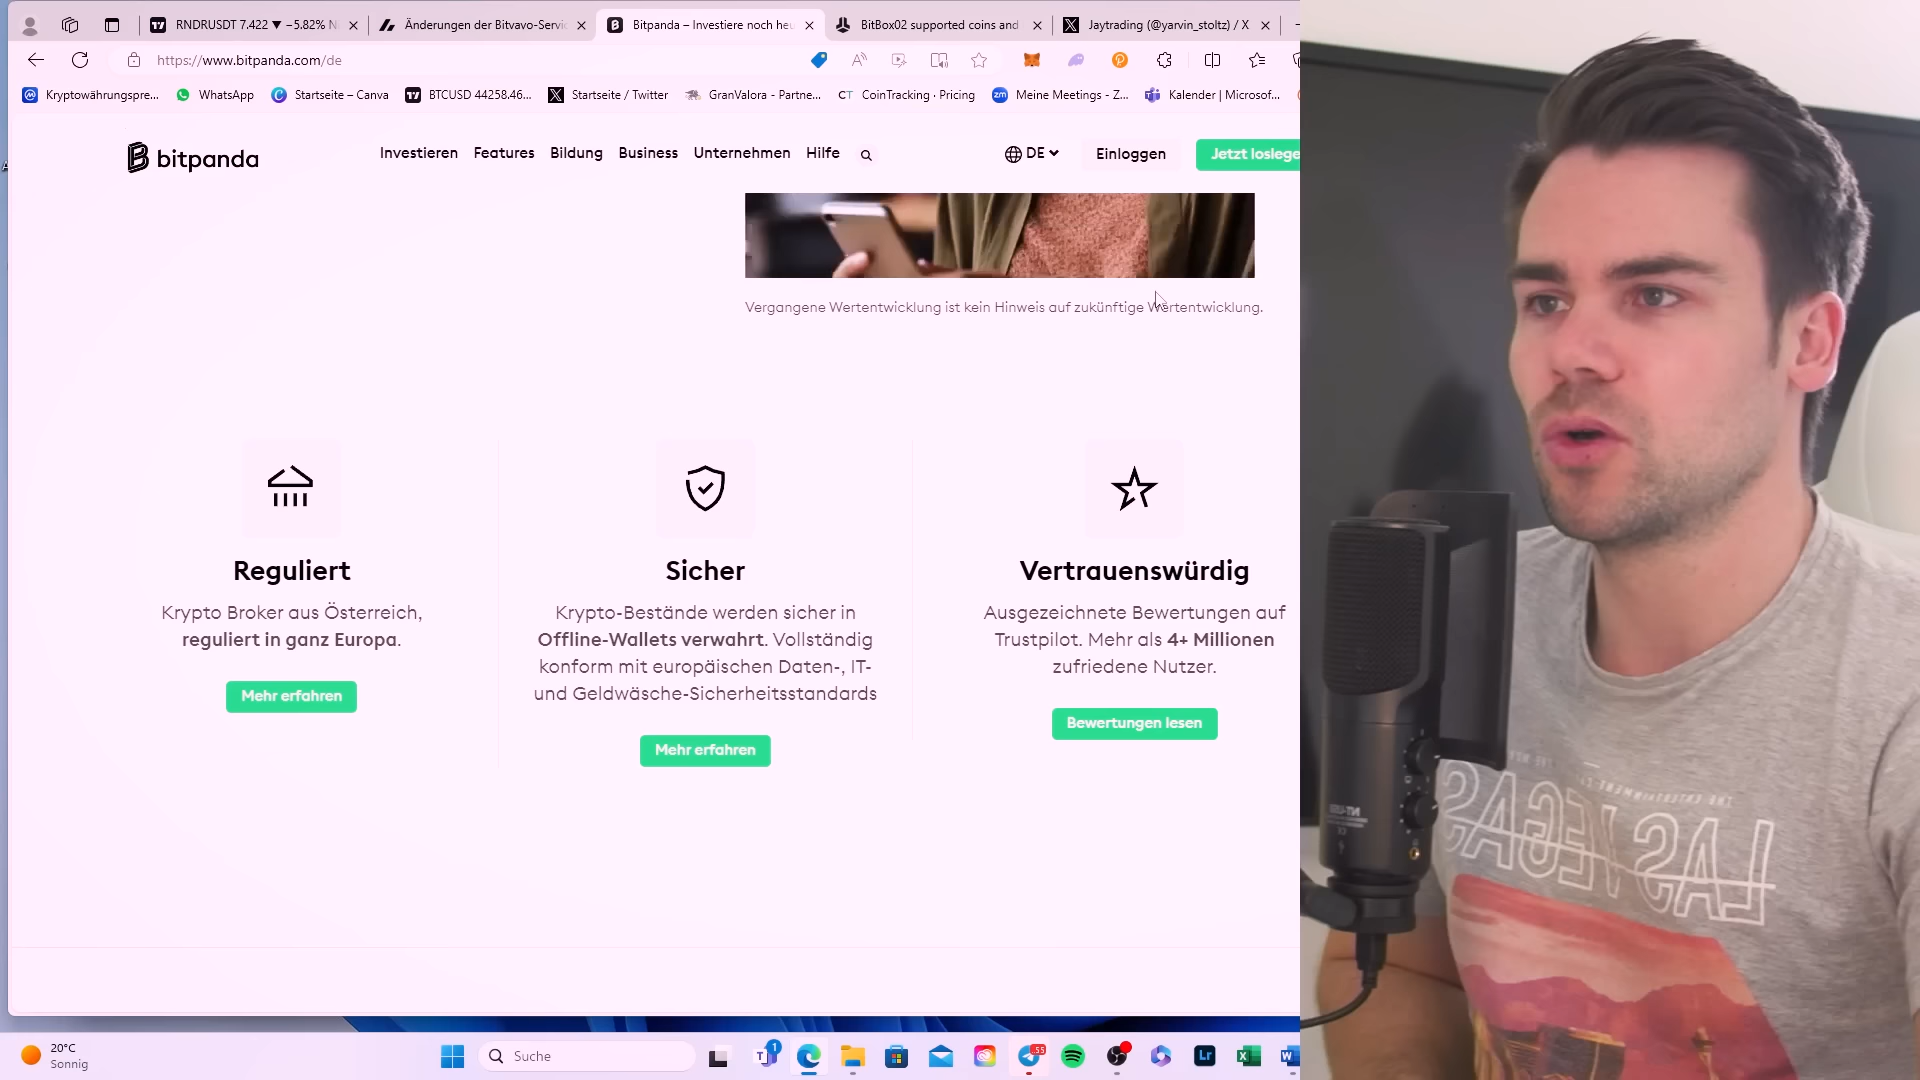 RNDRUSDT 7.422 ▼ −5.82%
Änderungen der Bitvavo-Servic
Bitpanda – Investiere noch heu
BitBox02 supported coins and
Jaytrading (@yarvin_stoltz) / X
https://www.bitpanda.com/de
Kryptowährungspre...
WhatsApp
Startseite – Canva
BTCUSD 44258.46...
Startseite / Twitter
GranValora - Partne...
CoinTracking · Pricing
Meine Meetings - Z...
Kalender | Microsof...
bitpanda
Investieren
Features
Bildung
Business
Unternehmen
Hilfe
DE
Einloggen
Jetzt loslege
Vergangene Wertentwicklung ist kein Hinweis auf zukünftige Wertentwicklung.
Reguliert
Krypto Broker aus Österreich,
reguliert in ganz Europa.
Mehr erfahren
Sicher
Krypto-Bestände werden sicher in
Offline-Wallets verwahrt. Vollständig
konform mit europäischen Daten-, IT-
und Geldwäsche-Sicherheitsstandards
Mehr erfahren
Vertrauenswürdig
Ausgezeichnete Bewertungen auf
Trustpilot. Mehr als 4+ Millionen
zufriedene Nutzer.
Bewertungen lesen
LAS VEGAS
20°C
Sonnig
Suche